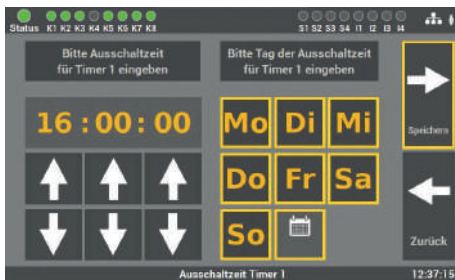 Status K1 K2 K3 K4 K5 K6 K7 K8
S1 S2 S3 S4 I1 I2 I3 I4
Bitte Ausschaltzeit
für Timer 1 eingeben
Bitte Tag der Ausschaltzeit
für Timer 1 eingeben
16 : 00 : 00
Mo Di Mi
Do Fr Sa
So
Speichern
Zurück
Ausschaltzeit Timer 1
12:37:15